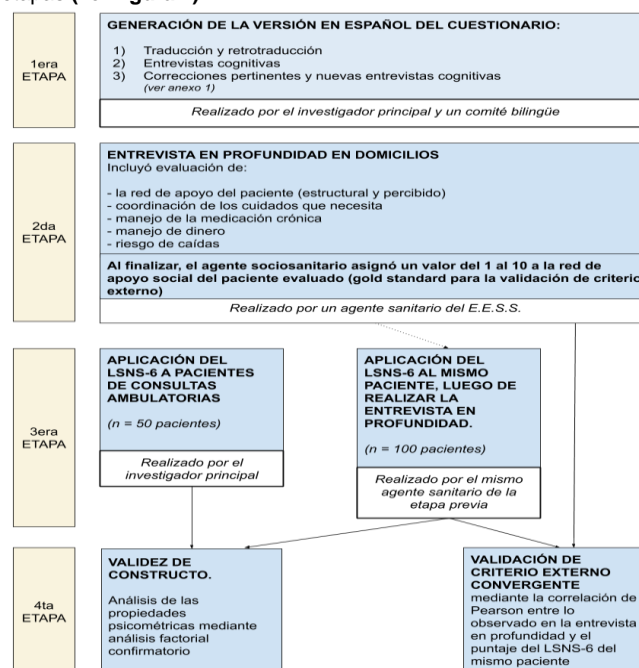 GENERACIÓN DE LA VERSIÓN EN ESPAÑOL DEL CUESTIONARIO:
1) Traducción y retrotraducción
2) Entrevistas cognitivas
3) Correcciones pertinentes y nuevas entrevistas cognitivas
(ver anexo 1)
1era
ETAPA
Realizado por el investigador principal y un comité bilingüe
ENTREVISTA EN PROFUNDIDAD EN DOMICILIOS
Incluyó evaluación de:
- la red de apoyo del paciente (estructural y percibido)
- coordinación de los cuidados que necesita
- manejo de la medicación crónica
- manejo de dinero
- riesgo de caídas
2da
ETAPA
Al finalizar, el agente sociosanitario asignó un valor del 1 al 10 a la red de
apoyo social del paciente evaluado (gold standard para la validación de criterio
externo)
Realizado por un agente sanitario del E.E.S.S.
3era
ETAPA
APLICACIÓN DEL
LSNS-6 A PACIENTES
DE CONSULTAS
AMBULATORIAS
(n = 50 pacientes)
Realizado por el
investigador principal
APLICACIÓN DEL
LSNS-6 AL MISMO
PACIENTE, LUEGO DE
REALIZAR LA
ENTREVISTA EN
PROFUNDIDAD.
(n = 100 pacientes)
Realizado por el mismo
agente sanitario de la
etapa previa
4ta
ETAPA
VALIDEZ DE
CONSTRUCTO.
Análisis de las
propiedades
psicométricas mediante
análisis factorial
confirmatorio
VALIDACIÓN DE
CRITERIO EXTERNO
CONVERGENTE
mediante la correlación de
Pearson entre lo
observado en la entrevista
en profundidad y el
puntaje del LSNS-6 del
mismo paciente